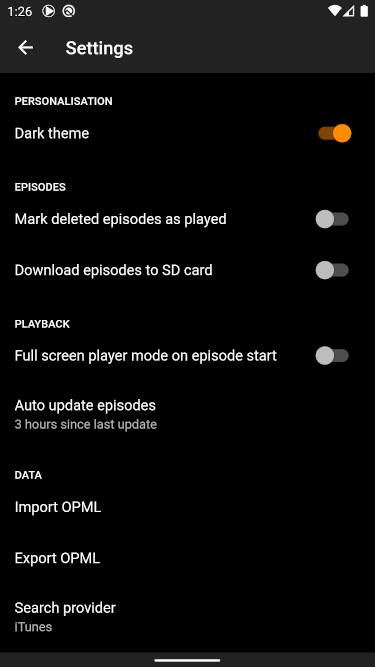 1:26
Settings
PERSONALISATION
Dark theme
EPISODES
Mark deleted episodes as played
Download episodes to SD card
PLAYBACK
Full screen player mode on episode start
Auto update episodes
3 hours since last update
DATA
Import OPML
Export OPML
Search provider
iTunes